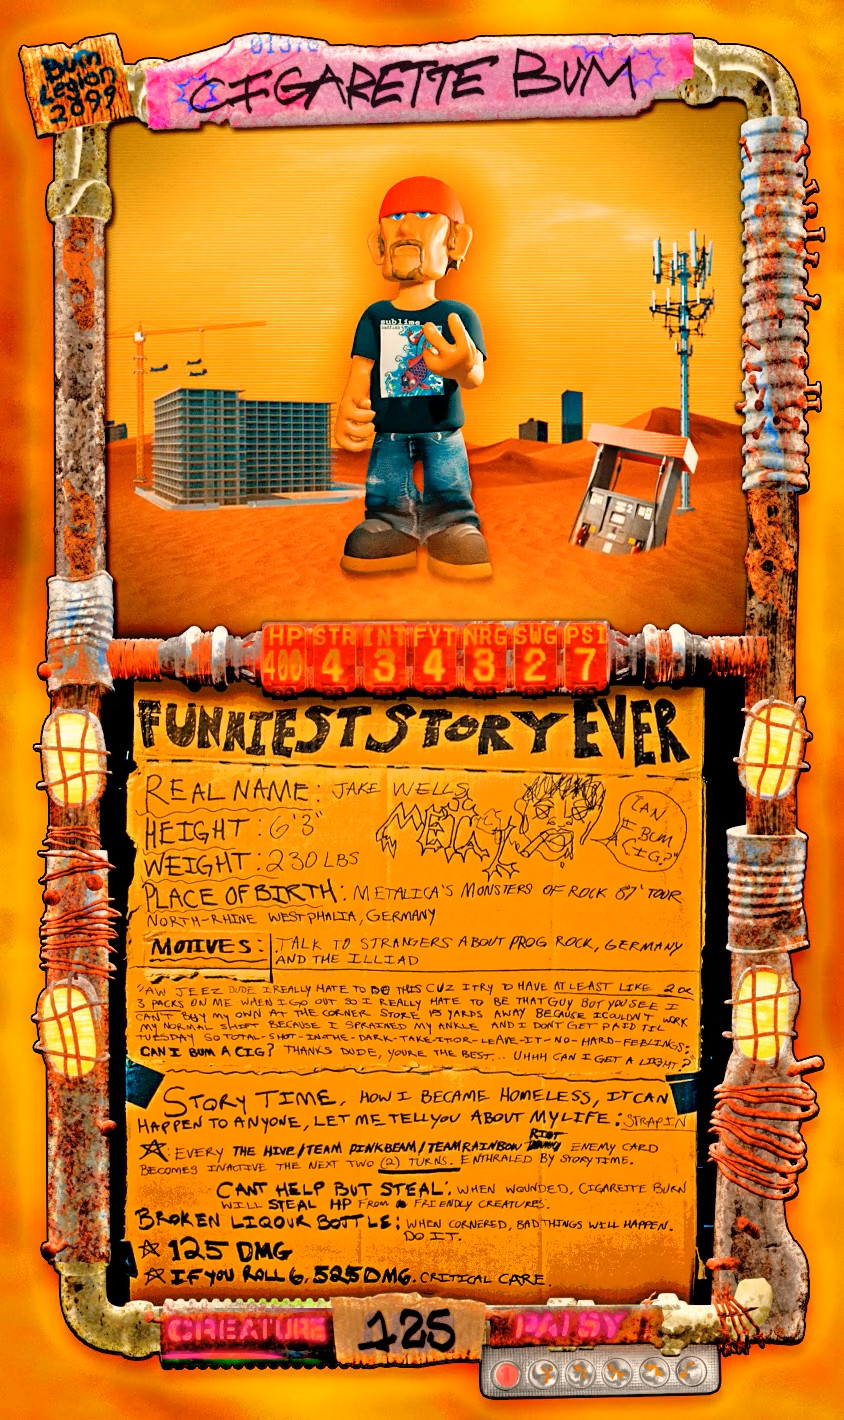 01376
Bum
Legion
2099
CIGARETTE BUM
sublime
HP STR INT FYT NRG SWG PSI
400 4 3 4 3 2 7
FUNKIEST STORY EVER
REAL NAME: JAKE WELLS
HEIGHT: 6'3"
WEIGHT: 230 LBS
"CAN
I BUM
A CIG?"
PLACE OF BIRTH: METALICA'S MONSTERS OF ROCK 87' TOUR
NORTH-RHINE WESTPHALIA, GERMANY
MOTIVES: TALK TO STRANGERS ABOUT PROG ROCK, GERMANY
AND THE ILLIAD
"AW JEEZ DUDE I REALLY HATE TO DO THIS CUZ I TRY TO HAVE AT LEAST LIKE 2 OR
3 PACKS ON ME WHEN I GO OUT SO I REALLY HATE TO BE THAT GUY BUT YOU SEE I
CAN'T BUY MY OWN AT THE CORNER STORE 15 YARDS AWAY BECAUSE I COULDN'T WORK
MY NORMAL SHIFT BECAUSE I SPRAINED MY ANKLE AND I DONT GET PAID TIL
TUESDAY SO TOTAL-SHOT-IN-THE-DARK-TAKE-IT-OR-LEAVE-IT-NO-HARD-FEELINGS:
CAN I BUM A CIG? THANKS DUDE, YOURE THE BEST... UHHH CAN I GET A LIGHT?"
STORY TIME, HOW I BECAME HOMELESS, IT CAN
HAPPEN TO ANYONE, LET ME TELL YOU ABOUT MY LIFE: STRAP IN
EVERY THE HIVE/TEAM PINKBEAM/TEAM RAINBOW RIOT ENEMY CARD
BECOMES INACTIVE THE NEXT TWO (2) TURNS. ENTHRALED BY STORYTIME.
CANT HELP BUT STEAL: WHEN WOUNDED, CIGARETTE BUM
WILL STEAL HP FROM FRIENDLY CREATURES.
BROKEN LIQOUR BOTTLE: WHEN CORNERED, BAD THINGS WILL HAPPEN.
DO IT.
125 DMG
IF YOU ROLL 6, 525 DMG. CRITICAL CARE.
CREATURE 125 PAISY